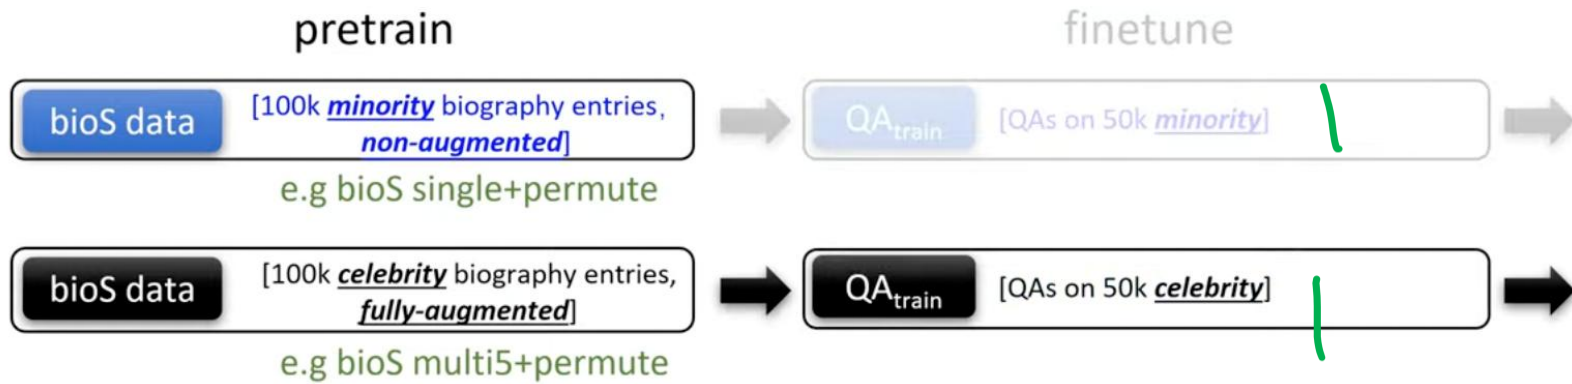 pretrain
finetune
bioS data
[100k minority biography entries,
non-augmented]
QAtrain
[QAs on 50k minority]
e.g bioS single+permute
bioS data
[100k celebrity biography entries,
fully-augmented]
QAtrain
[QAs on 50k celebrity]
e.g bioS multi5+permute